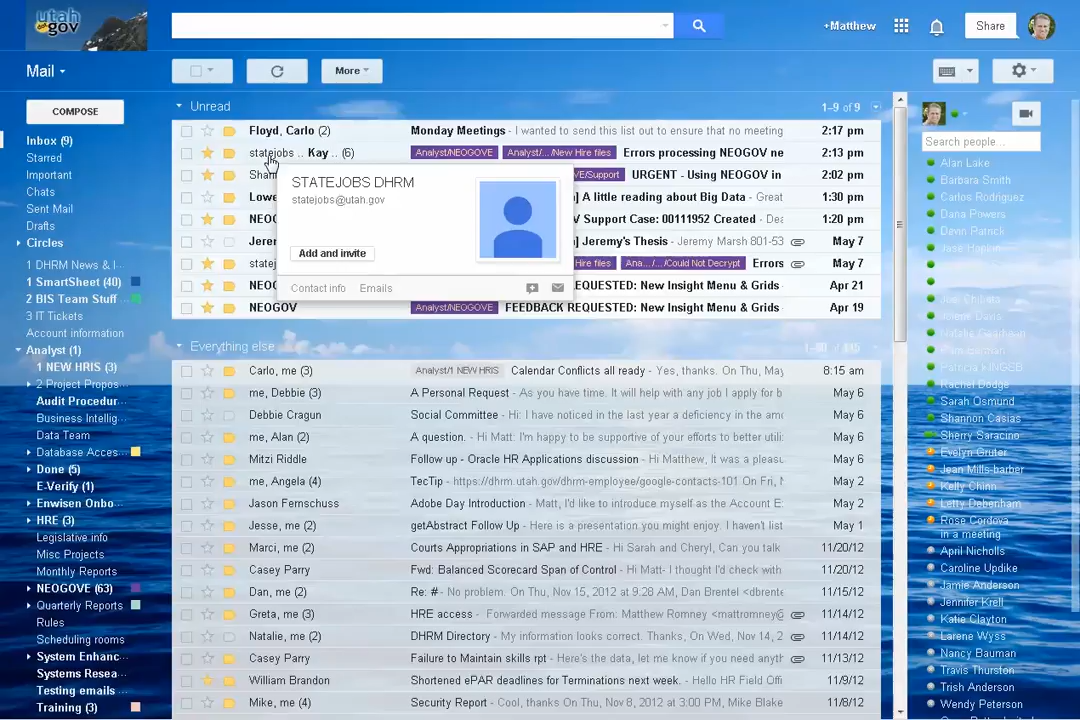 utah gov
+Matthew
Share
Mail
More
COMPOSE
Inbox (9)
Starred
Important
Chats
Sent Mail
Drafts
Circles
1 DHRM News & I..
1 SmartSheet (40)
2 BIS Team Stuff
3 IT Tickets
Account information
Analyst (1)
1 NEW HRIS (3)
2 Project Propos..
Audit Procedur..
Business Intellig..
Data Team
Database Acces..
Done (5)
E-Verify (1)
Enwisen Onbo..
HRE (3)
Legislative info
Misc Projects
Monthly Reports
NEOGOVE (63)
Quarterly Reports
Rules
Scheduling rooms
System Enhanc..
Systems Resea..
Testing emails
Training (3)
Unread
1–9 of 9
Floyd, Carlo (2) Monday Meetings - I wanted to send this list out to ensure that no meeting 2:17 pm
statejobs .. Kay .. (6) Analyst/NEOGOVE Analyst/.../New Hire files Errors processing NEOGOV ne 2:13 pm
VE/Support URGENT - Using NEOGOV in 2:02 pm
Lowe ] A little reading about Big Data - Great 1:30 pm
NEO V Support Case: 00111952 Created - Dea 1:20 pm
Jerer ] Jeremy's Thesis - Jeremy Marsh 801-53 May 7
statej Hire files Ana.../.../Could Not Decrypt Errors May 7
NEO REQUESTED: New Insight Menu & Grids Apr 21
NEOGOV Analyst/NEOGOVE FEEDBACK REQUESTED: New Insight Menu & Grids Apr 19
STATEJOBS DHRM
statejobs@utah.gov
Add and invite
Contact info Emails
Everything else
Carlo, me (3) Analyst/1 NEW HRIS Calendar Conflicts all ready - Yes, thanks. On Thu, May 8:15 am
me, Debbie (3) A Personal Request - As you have time. It will help with any job I apply for b May 6
Debbie Cragun Social Committee - Hi: I have noticed in the last year a deficiency in the amo May 6
me, Alan (2) A question. - Hi Matt: I'm happy to be supportive of your efforts to better utili: May 6
Mitzi Riddle Follow up - Oracle HR Applications discussion - Hi Matthew, It was a pleasu May 6
me, Angela (4) TecTip - https://dhrm.utah.gov/dhrm-employee/google-contacts-101 On Fri, May 2
Jason Fernschuss Adobe Day Introduction - Matt, I'd like to introduce myself as the Account E. May 2
Jesse, me (2) getAbstract Follow Up - Here is a presentation you might enjoy. I haven't list May 1
Marci, me (2) Courts Appropriations in SAP and HRE - Hi Sarah and Cheryl, Can you talk 11/20/12
Casey Parry Fwd: Balanced Scorecard Span of Control - Hi Matt- I thought I'd check with 11/20/12
Dan, me (2) Re: # - No problem. On Thu, Nov 15, 2012 at 9:28 AM, Dan Brentel <dbrente 11/15/12
Greta, me (3) HRE access - Forwarded message From: Matthew Romney <mattromney@ 11/14/12
Natalie, me (2) DHRM Directory - My information looks correct. Thanks, On Wed, Nov 14, 2 11/14/12
Casey Parry Failure to Maintain skills rpt - Here's the data, let me know if you need anyth 11/13/12
William Brandon Shortened ePAR deadlines for Terminations next week. - Hello HR Field Offi 11/9/12
Mike, me (4) Security Report - Cool, thanks On Thu, Nov 8, 2012 at 3:00 PM, Mike Blake 11/8/12
Search people...
Alan Lake
Barbara Smith
Carlos Rodriguez
Dana Powers
Devin Patrick
Rachel Dodge
Sarah Osmund
Shannon Casias
Sherry Saracino
Evelyn Gruter
Jean Mills-barber
Kelly Chinn
Letty Debenham
Rose Cordova
in a meeting
April Nicholls
Caroline Updike
Jamie Anderson
Jennifer Krell
Katie Clayton
Larene Wyss
Nancy Bauman
Travis Thurston
Trish Anderson
Wendy Peterson